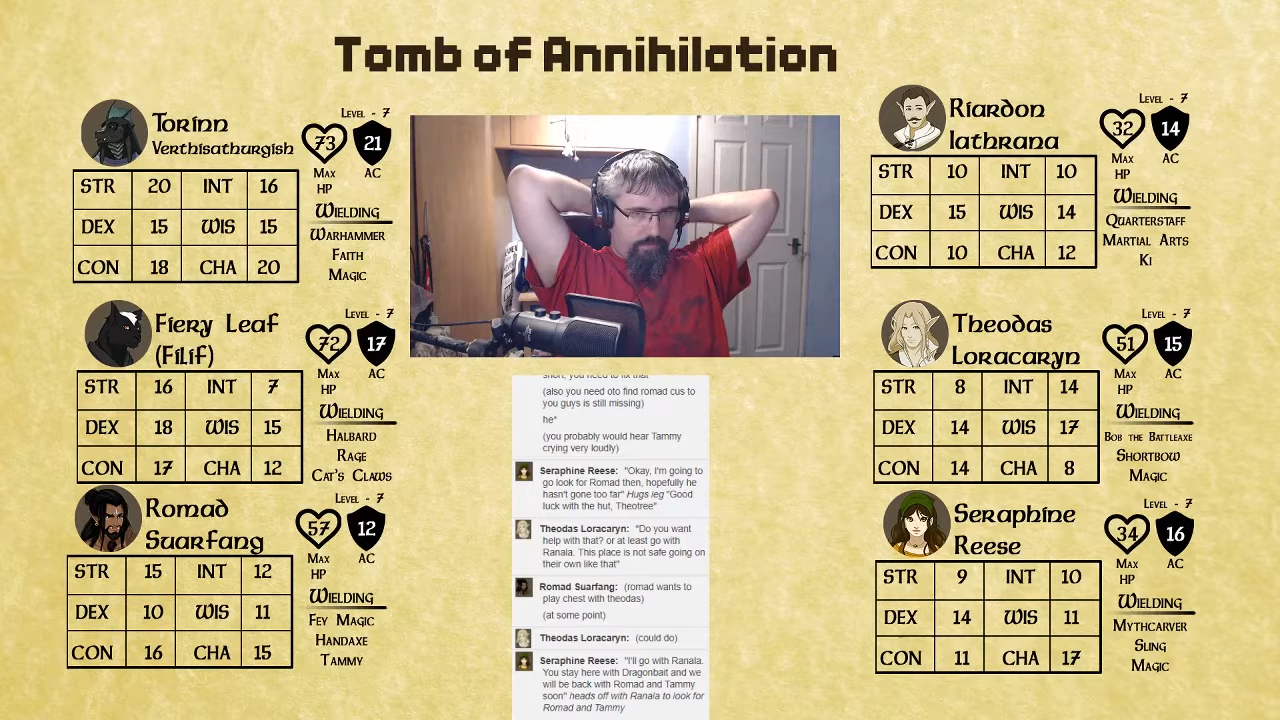 Tomb of Annihilation
Torinn
Verthisathurgish
Level - 7
73
21
Max HP
AC
STR 20 INT 16
DEX 15 WIS 15
CON 18 CHA 20
Wielding
Warhammer
Faith
Magic
Fiery Leaf
(Filif)
Level - 7
72
17
Max HP
AC
STR 16 INT 7
DEX 18 WIS 15
CON 17 CHA 12
Wielding
Halbard
Rage
Cat's Claws
Romad
Suarfang
Level - 7
57
12
Max HP
AC
STR 15 INT 12
DEX 10 WIS 11
CON 16 CHA 15
Wielding
Fey Magic
Handaxe
Tammy
short, you need to fix that
(also you need oto find romad cus to
you guys is still missing)
he*
(you probably would hear Tammy
crying very loudly)
Seraphine Reese: "Okay, I'm going to
go look for Romad then, hopefully he
hasn't gone too far" Hugs leg "Good
luck with the hut, Theotree"
Theodas Loracaryn: "Do you want
help with that? or at least go with
Ranala. This place is not safe going on
their own like that"
Romad Suarfang: (romad wants to
play chest with theodas)
(at some point)
Theodas Loracaryn: (could do)
Seraphine Reese: "I'll go with Ranala.
You stay here with Dragonbait and we
will be back with Romad and Tammy
soon" heads off with Ranala to look for
Romad and Tammy
Riardon
Iathrana
Level - 7
32
14
Max HP
AC
STR 10 INT 10
DEX 15 WIS 14
CON 10 CHA 12
Wielding
Quarterstaff
Martial Arts
Ki
Theodas
Loracaryn
Level - 7
51
15
Max HP
AC
STR 8 INT 14
DEX 14 WIS 17
CON 14 CHA 8
Wielding
Bob the Battleaxe
Shortbow
Magic
Seraphine
Reese
Level - 7
34
16
Max HP
AC
STR 9 INT 10
DEX 14 WIS 11
CON 11 CHA 17
Wielding
Mythcarver
Sling
Magic